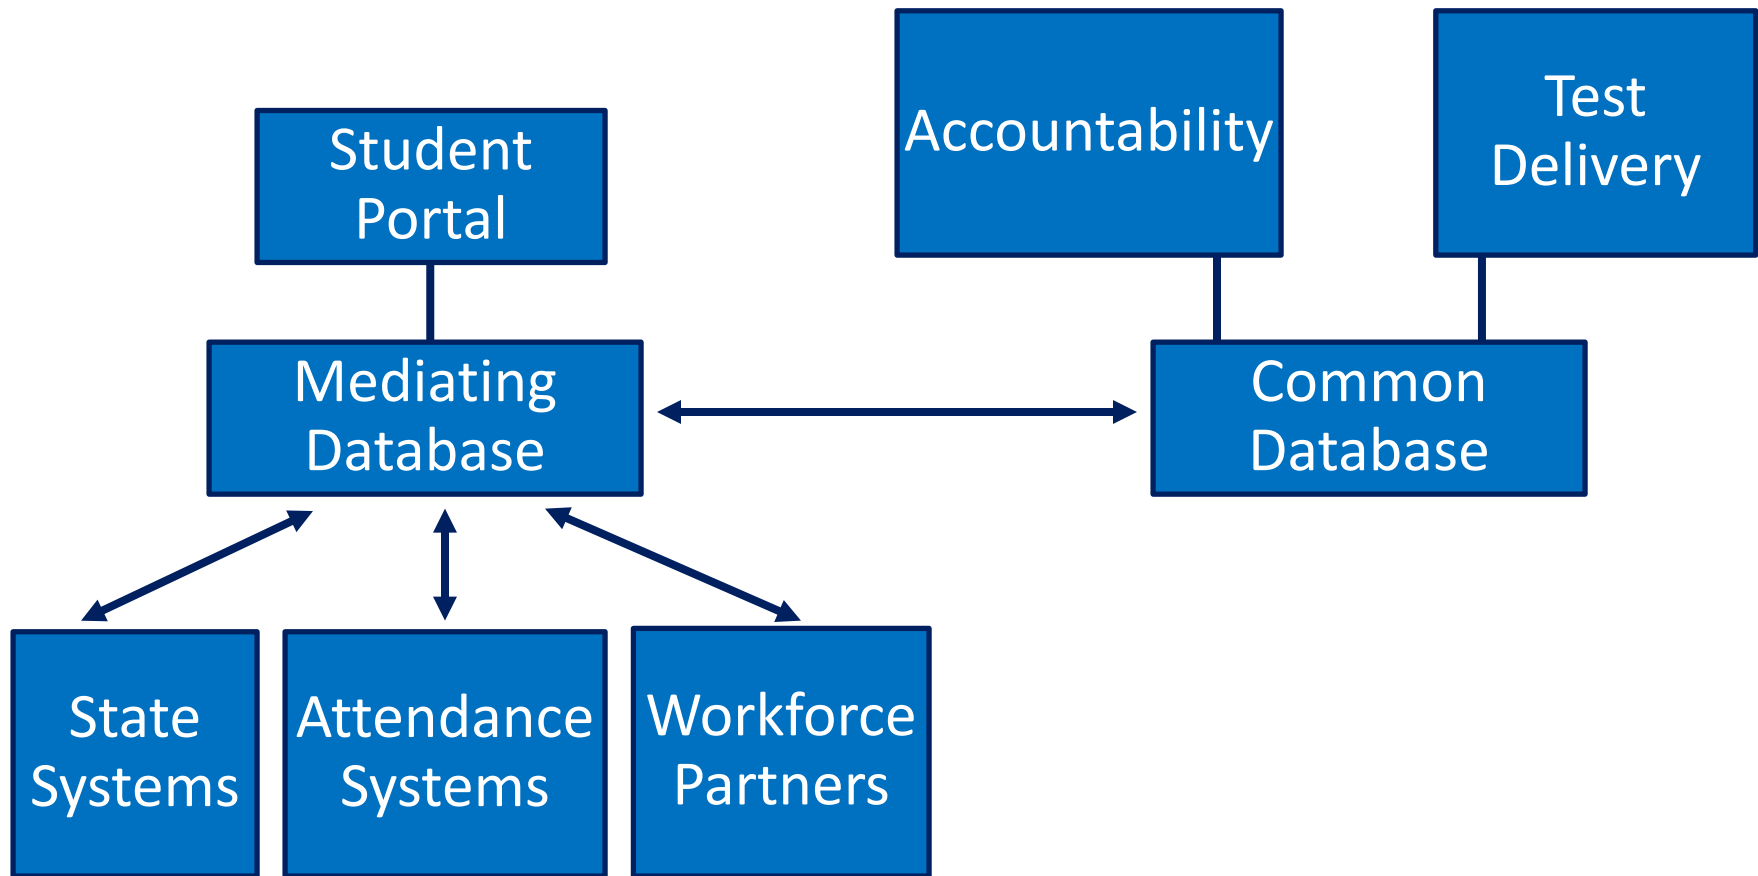 Student
Portal
Accountability
Test
Delivery
Mediating
Database
Common
Database
State
Systems
Attendance
Systems
Workforce
Partners